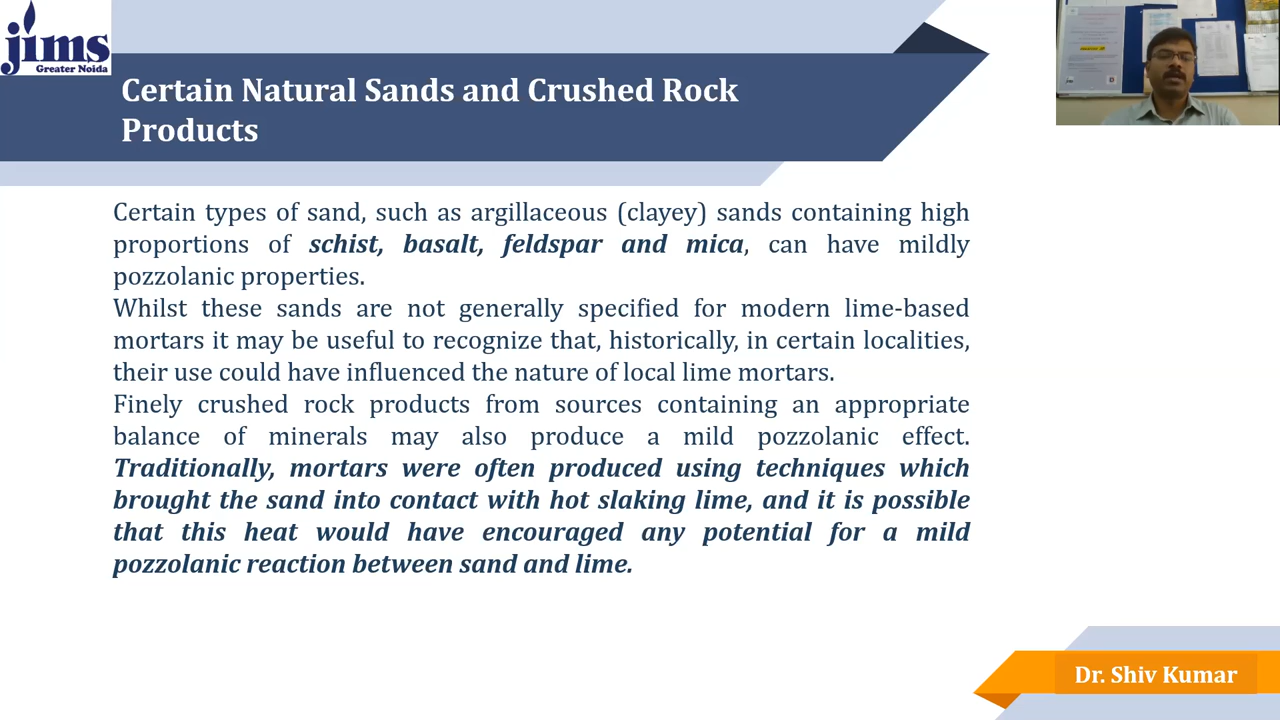 jims
Greater Noida
Certain Natural Sands and Crushed Rock
Products
Certain types of sand, such as argillaceous (clayey) sands containing high
proportions of schist, basalt, feldspar and mica, can have mildly
pozzolanic properties.
Whilst these sands are not generally specified for modern lime-based
mortars it may be useful to recognize that, historically, in certain localities,
their use could have influenced the nature of local lime mortars.
Finely crushed rock products from sources containing an appropriate
balance of minerals may also produce a mild pozzolanic effect.
Traditionally, mortars were often produced using techniques which
brought the sand into contact with hot slaking lime, and it is possible
that this heat would have encouraged any potential for a mild
pozzolanic reaction between sand and lime.
Dr. Shiv Kumar